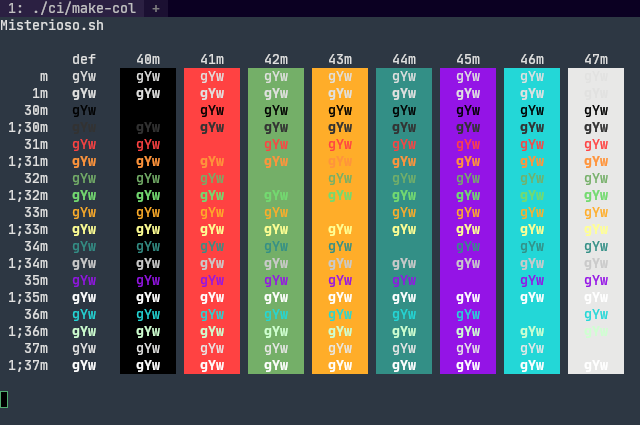 1: ./ci/make-col +
Misterioso.sh
def 40m 41m 42m 43m 44m 45m 46m 47m
m gYw gYw gYw gYw gYw gYw gYw gYw gYw
1m gYw gYw gYw gYw gYw gYw gYw gYw gYw
30m gYw gYw gYw gYw gYw gYw gYw gYw
1;30m gYw gYw gYw gYw gYw gYw gYw gYw gYw
31m gYw gYw gYw gYw gYw gYw gYw gYw
1;31m gYw gYw gYw gYw gYw gYw gYw gYw gYw
32m gYw gYw gYw gYw gYw gYw gYw gYw
1;32m gYw gYw gYw gYw gYw gYw gYw gYw gYw
33m gYw gYw gYw gYw gYw gYw gYw gYw
1;33m gYw gYw gYw gYw gYw gYw gYw gYw gYw
34m gYw gYw gYw gYw gYw gYw gYw gYw
1;34m gYw gYw gYw gYw gYw gYw gYw gYw gYw
35m gYw gYw gYw gYw gYw gYw gYw gYw
1;35m gYw gYw gYw gYw gYw gYw gYw gYw gYw
36m gYw gYw gYw gYw gYw gYw gYw gYw
1;36m gYw gYw gYw gYw gYw gYw gYw gYw gYw
37m gYw gYw gYw gYw gYw gYw gYw gYw
1;37m gYw gYw gYw gYw gYw gYw gYw gYw gYw